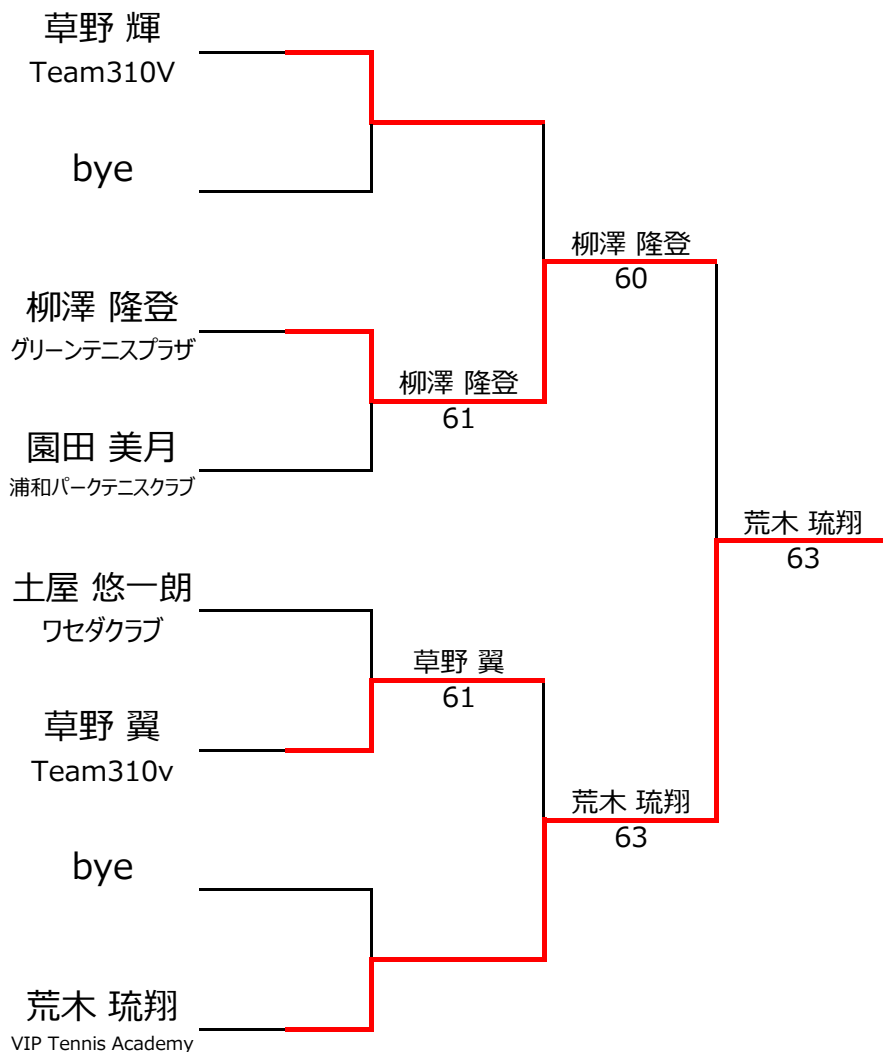 草野 輝
Team310V
bye
柳澤 隆登
グリーンテニスプラザ
園田 美月
浦和パークテニスクラブ
土屋 悠一朗
ワセダクラブ
草野 翼
Team310v
bye
荒木 琉翔
VIP Tennis Academy
柳澤 隆登
61
草野 翼
61
柳澤 隆登
60
荒木 琉翔
63
荒木 琉翔
63